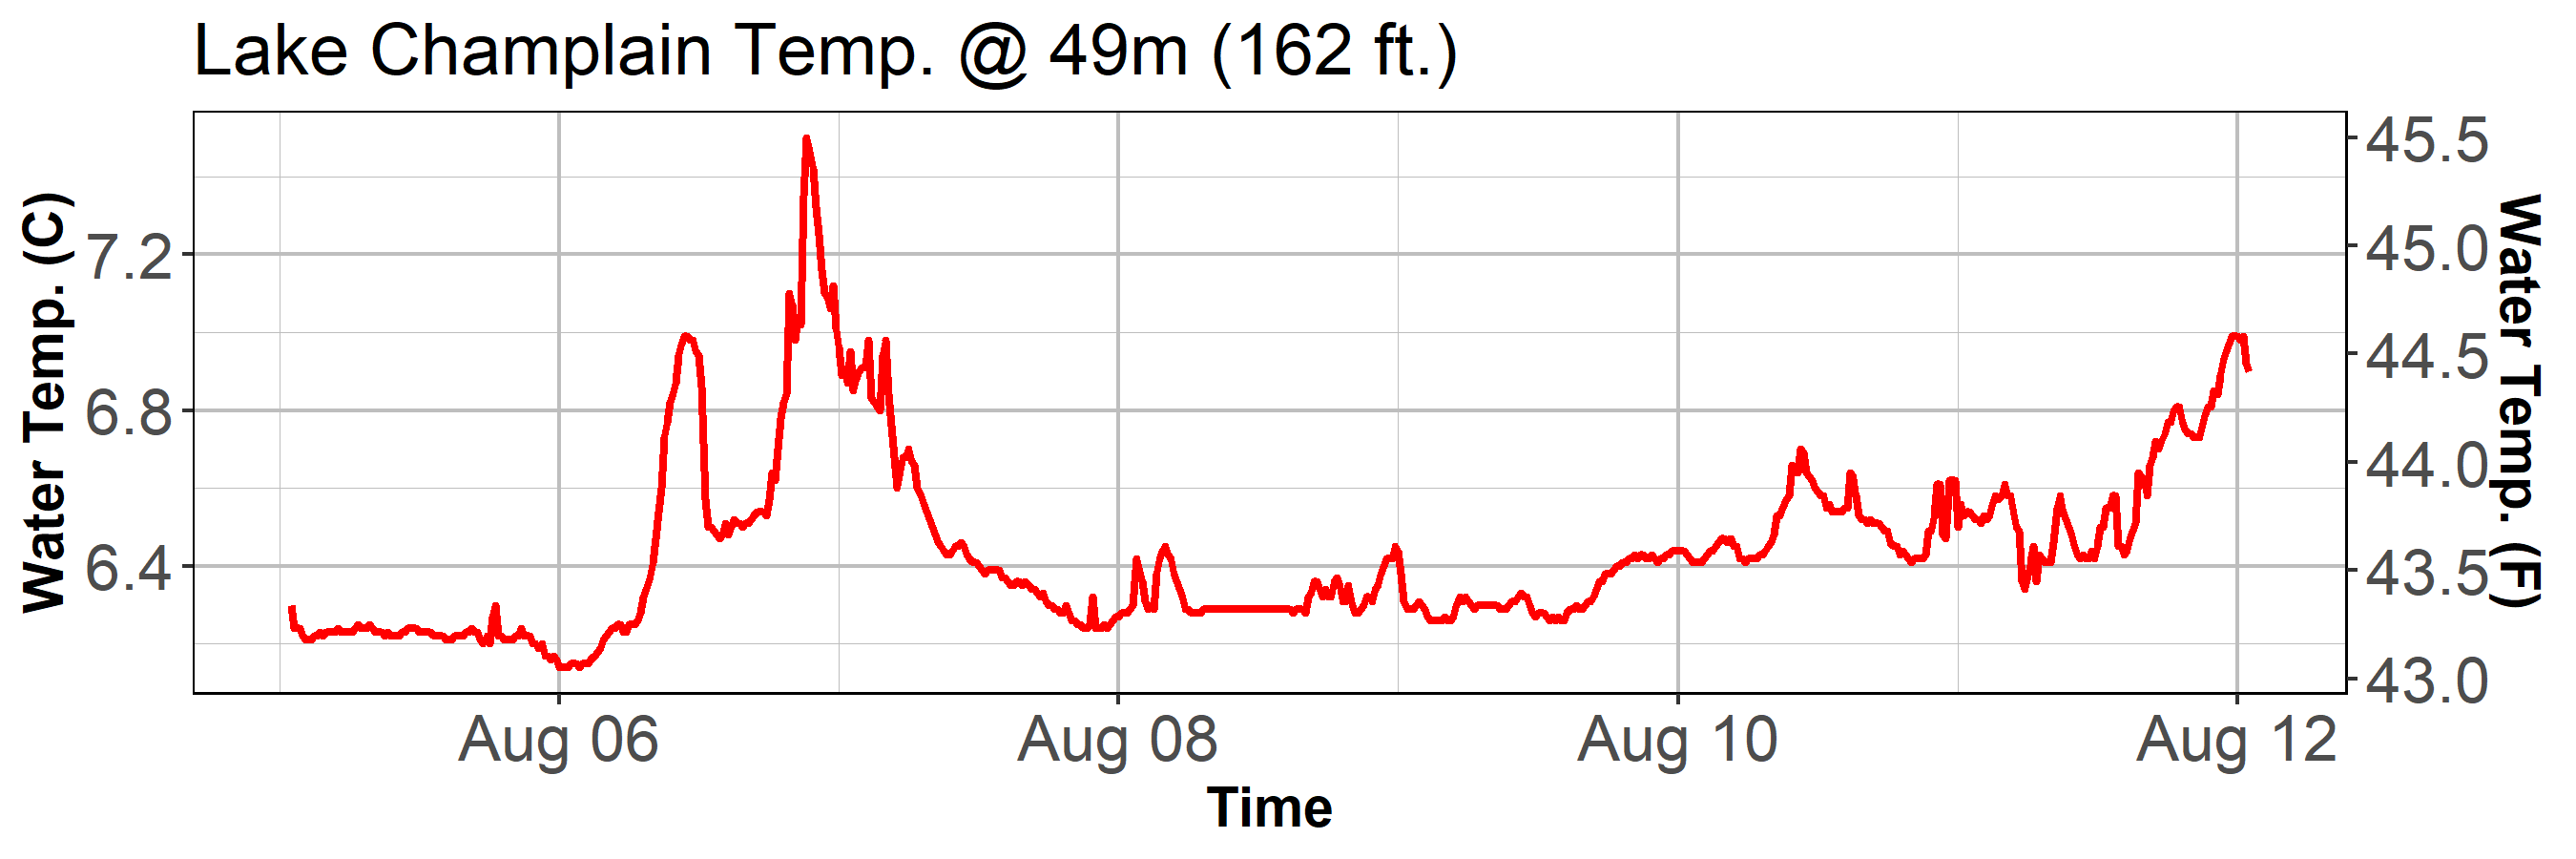 Lake Champlain Temp. @ 49m (162 ft.)
Water Temp. (C)
7.2
6.8
6.4
45.5
45.0
44.5
44.0
43.5
43.0
Water Temp. (F)
Aug 06 Aug 08 Aug 10 Aug 12
Time